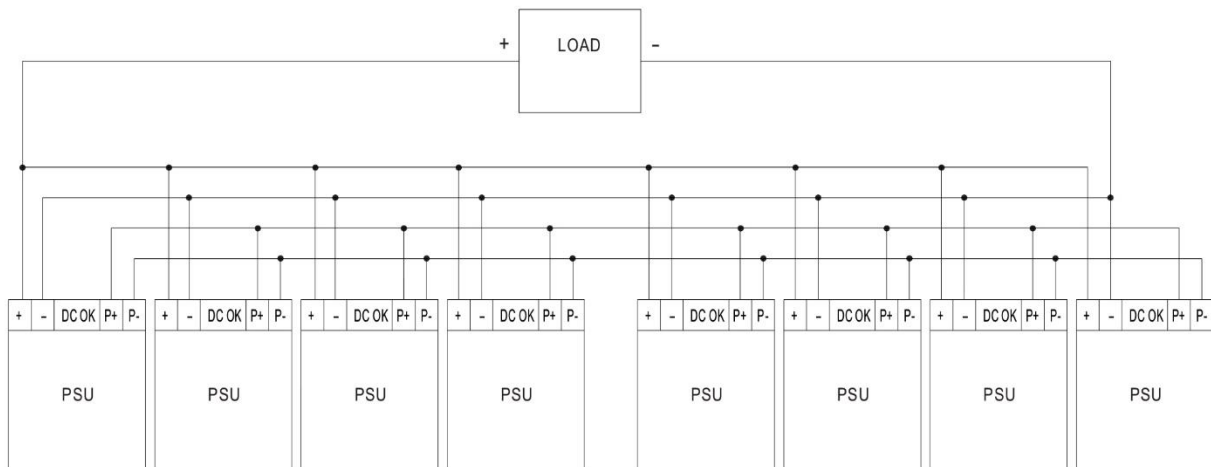 + LOAD −
+ − DC OK P+ P- + − DC OK P+ P- + − DC OK P+ P- + − DC OK P+ P- + − DC OK P+ P- + − DC OK P+ P- + − DC OK P+ P- + − DC OK P+ P-
PSU PSU PSU PSU PSU PSU PSU PSU